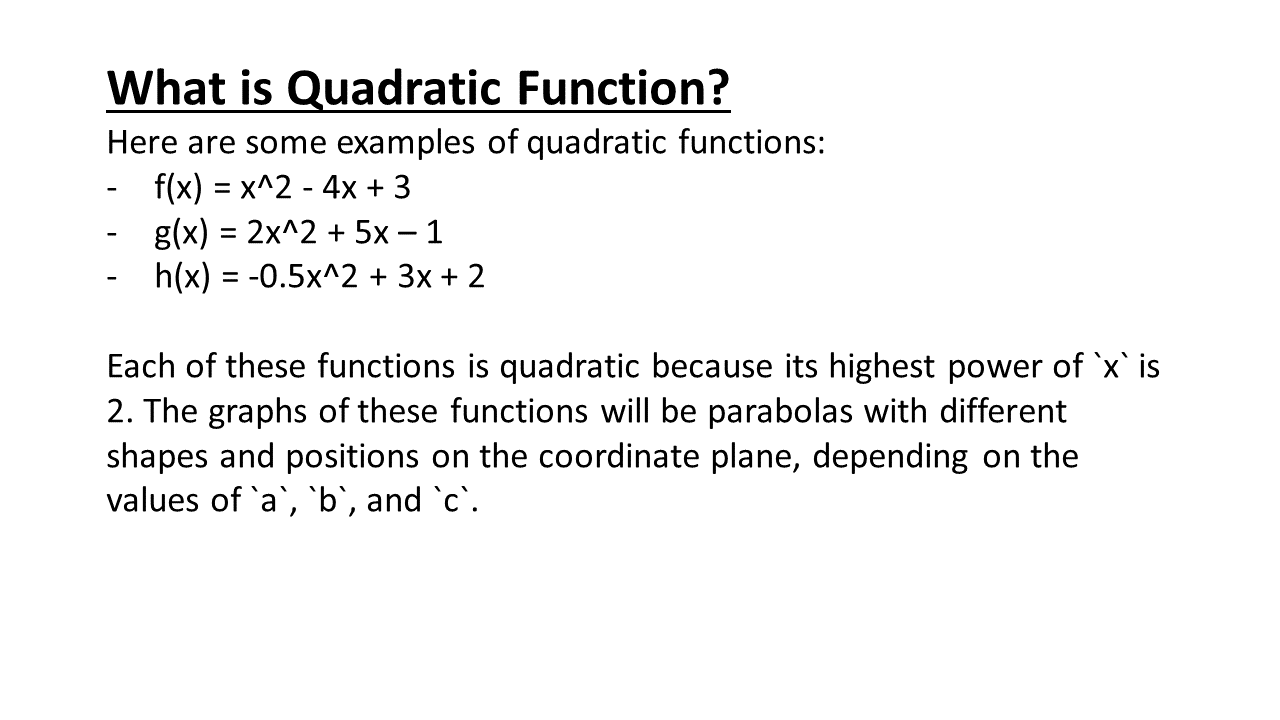 What is Quadratic Function?
Here are some examples of quadratic functions:
- f(x) = x^2 - 4x + 3
- g(x) = 2x^2 + 5x – 1
- h(x) = -0.5x^2 + 3x + 2
Each of these functions is quadratic because its highest power of `x` is
2. The graphs of these functions will be parabolas with different
shapes and positions on the coordinate plane, depending on the
values of `a`, `b`, and `c`.